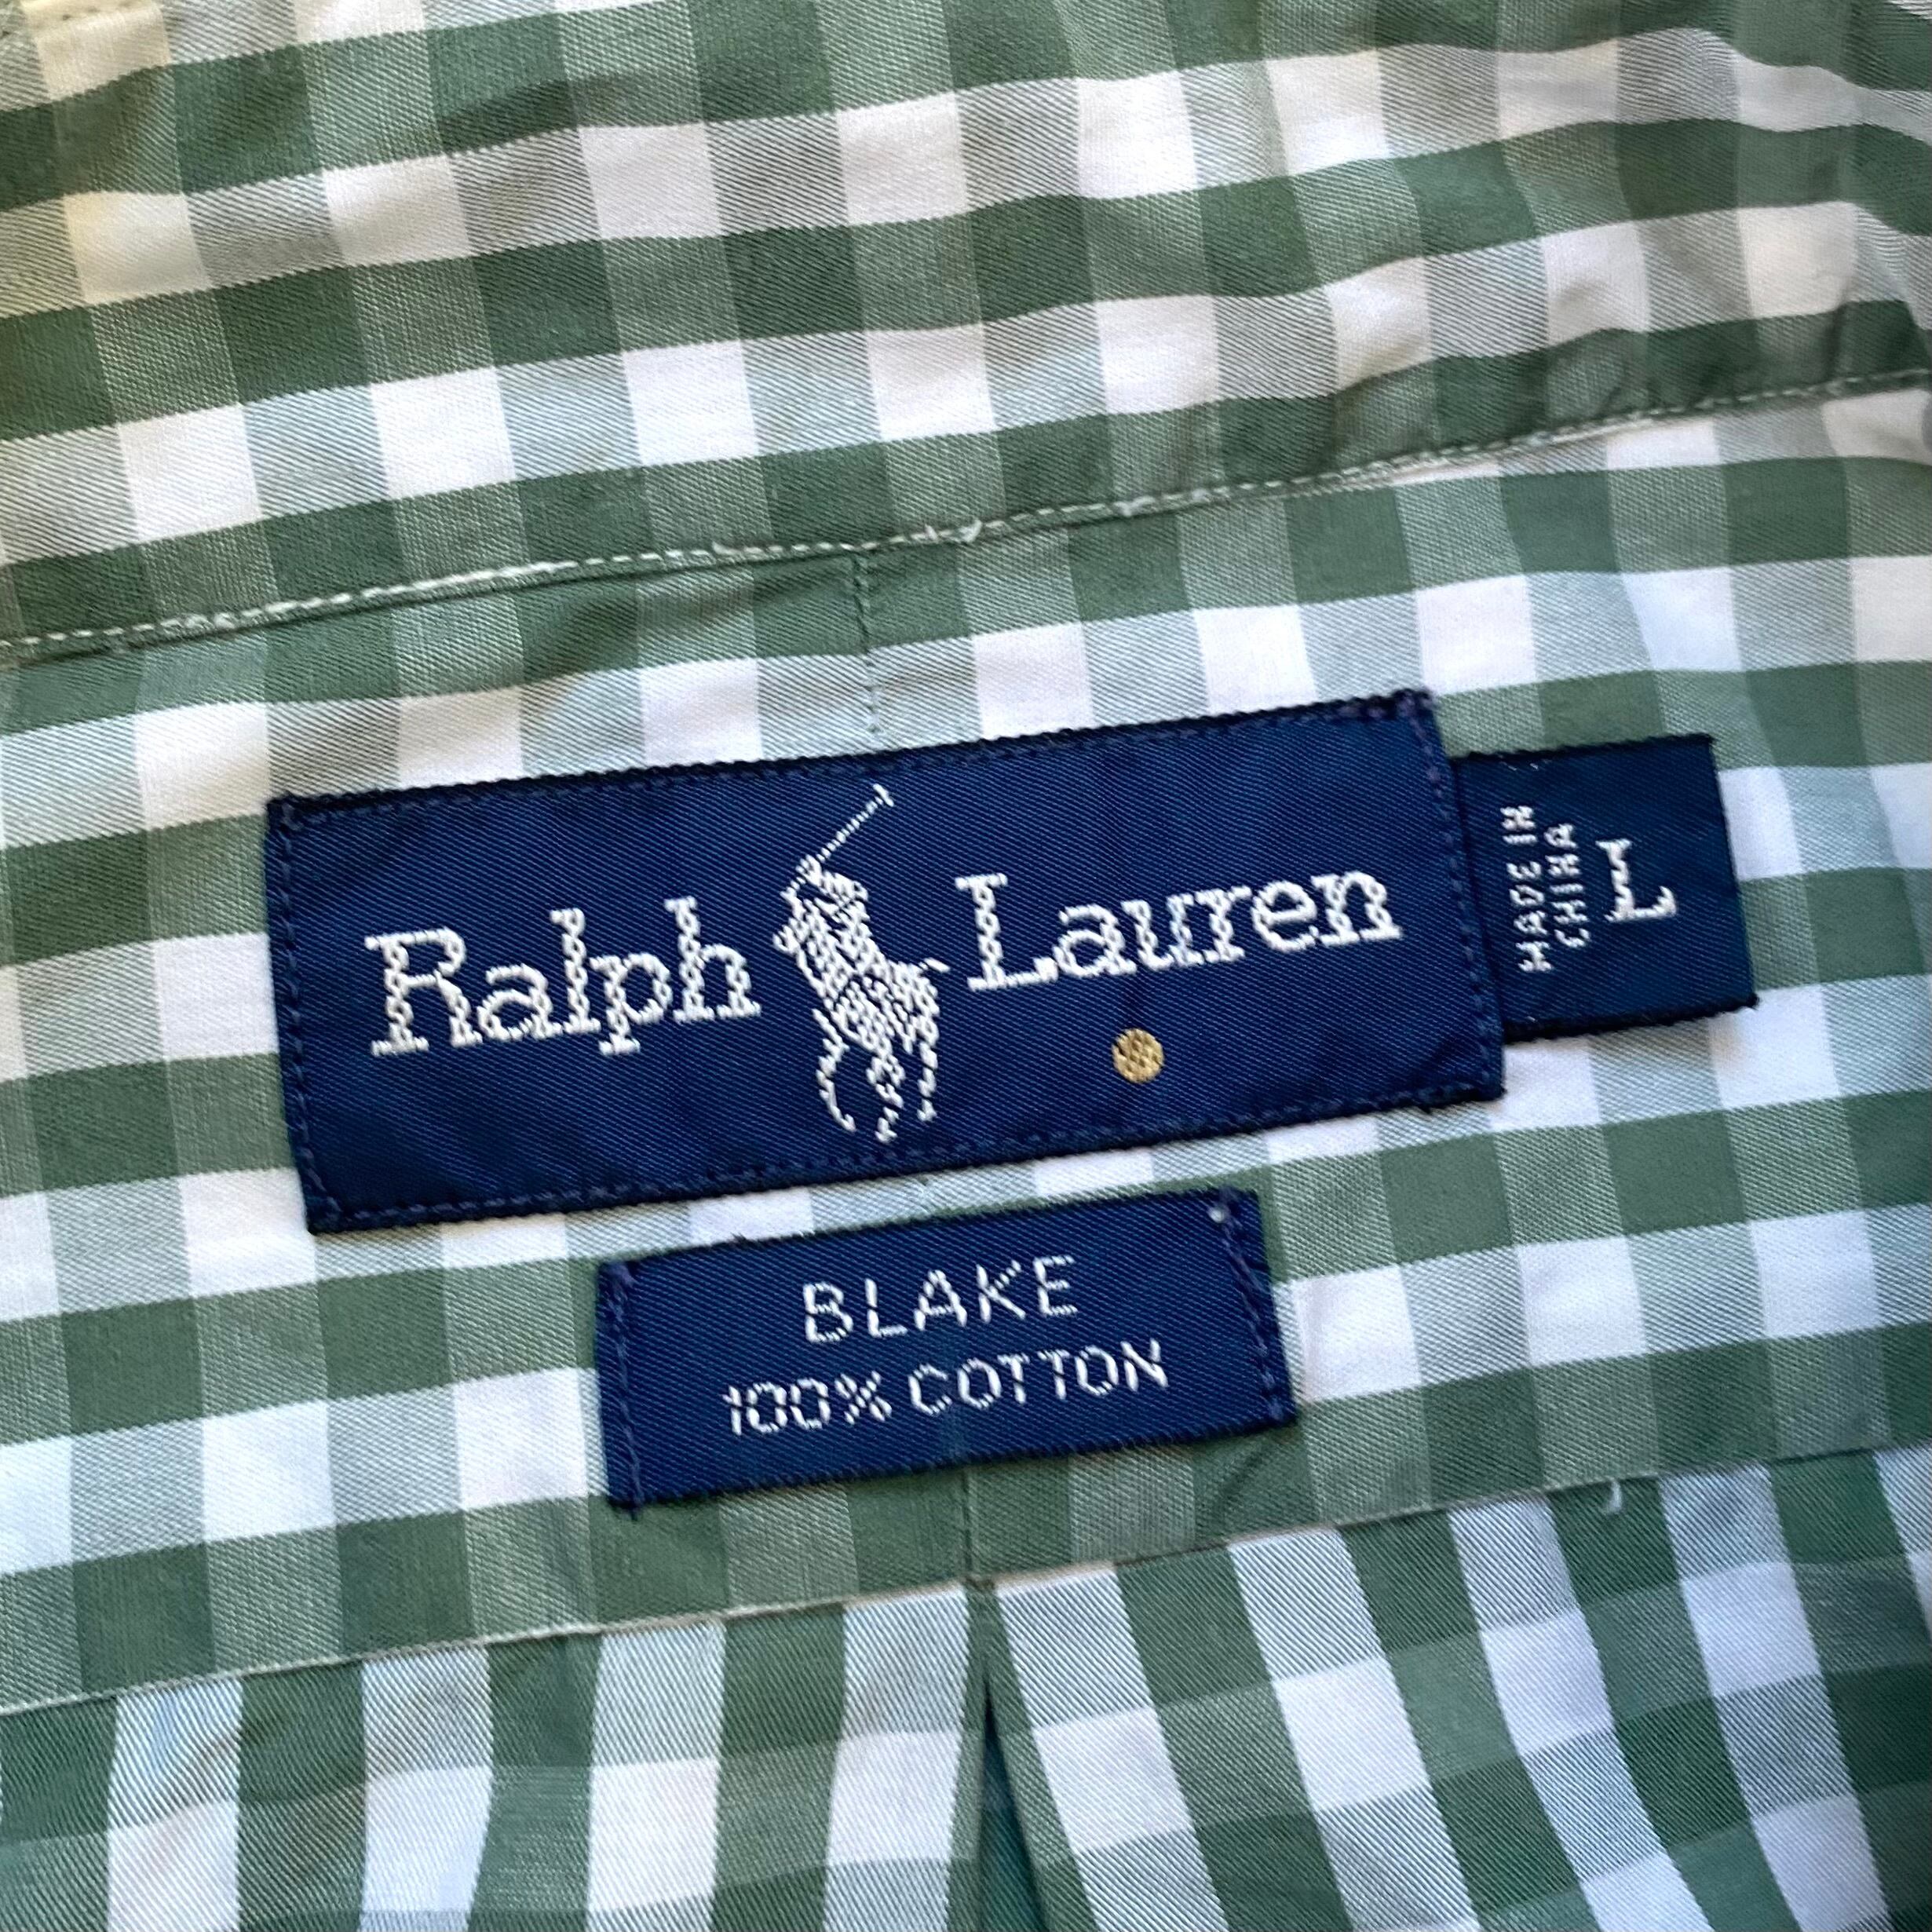 Ralph Lauren
MADE IN
CHINA
L
BLAKE
100% COTTON